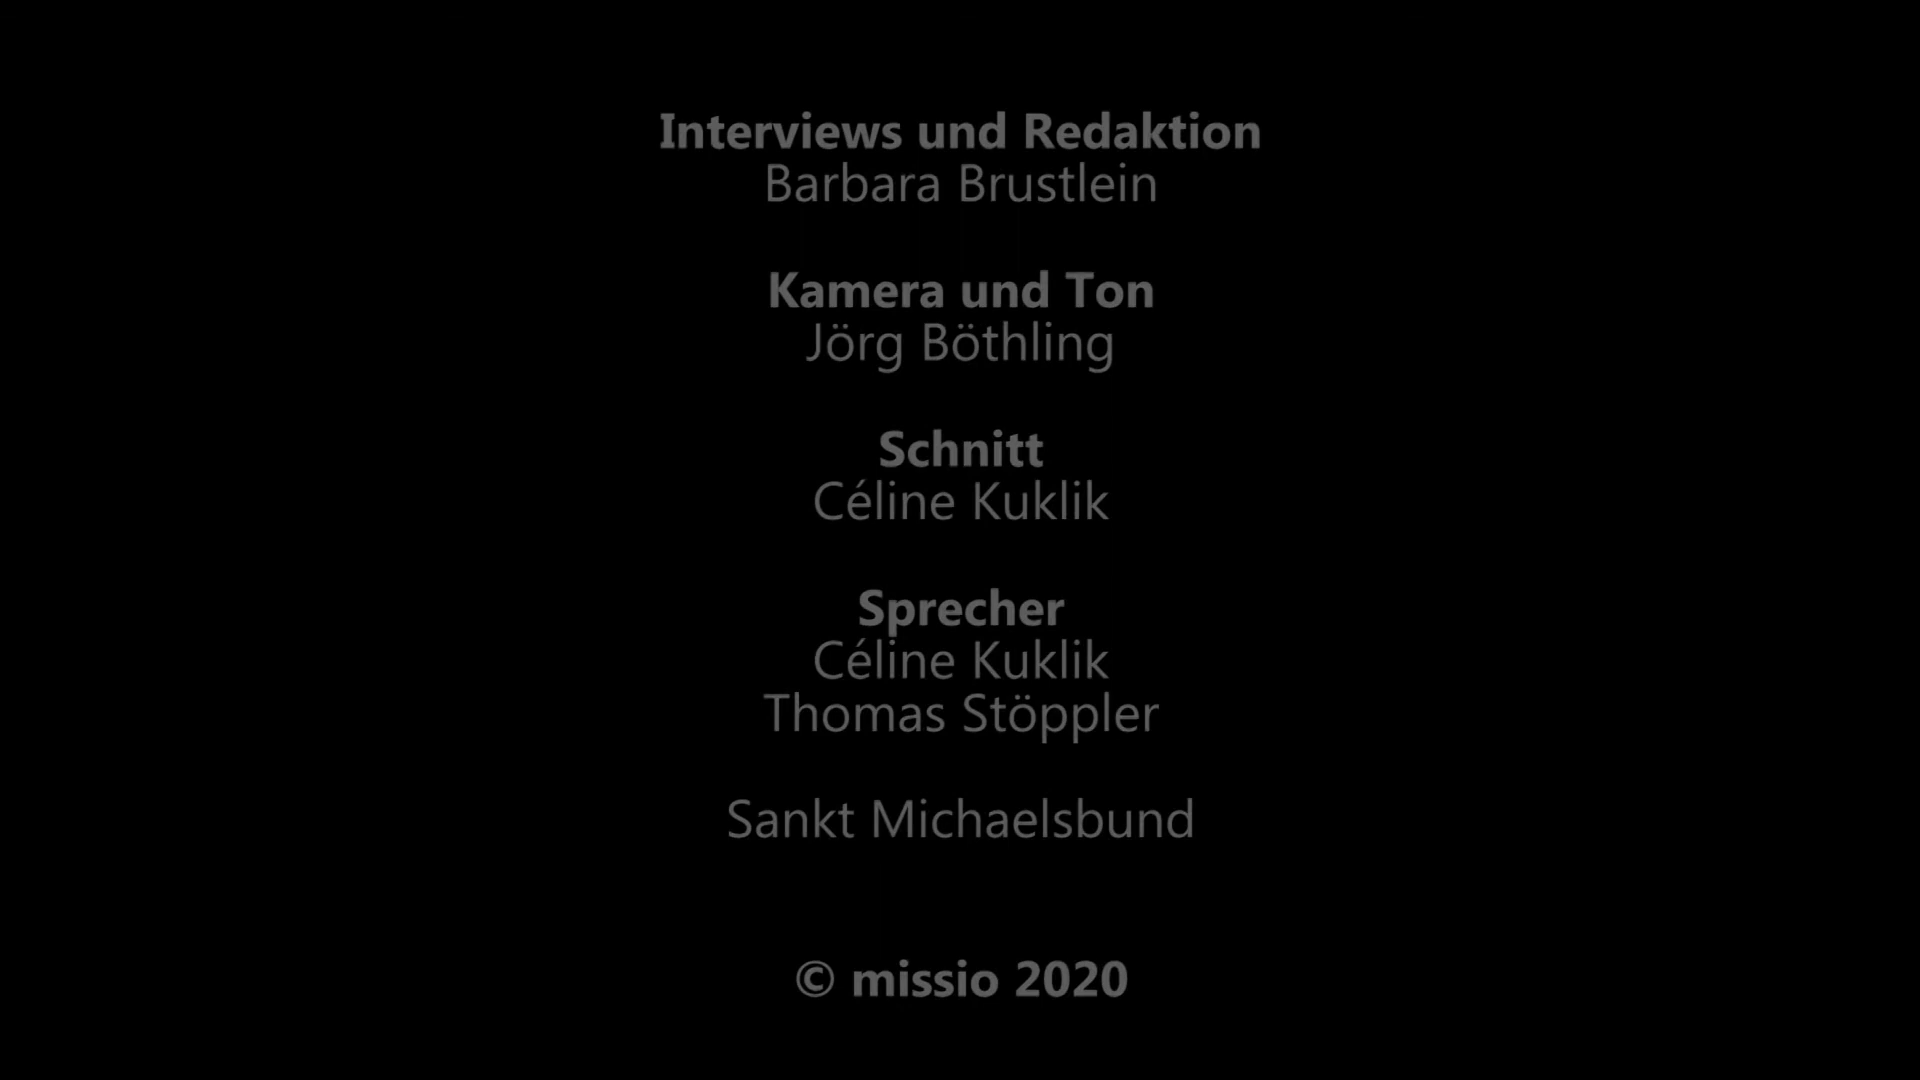 Interviews und Redaktion
Barbara Brustlein
Kamera und Ton
Jörg Böthling
Schnitt
Céline Kuklik
Sprecher
Céline Kuklik
Thomas Stöppler
Sankt Michaelsbund
© missio 2020